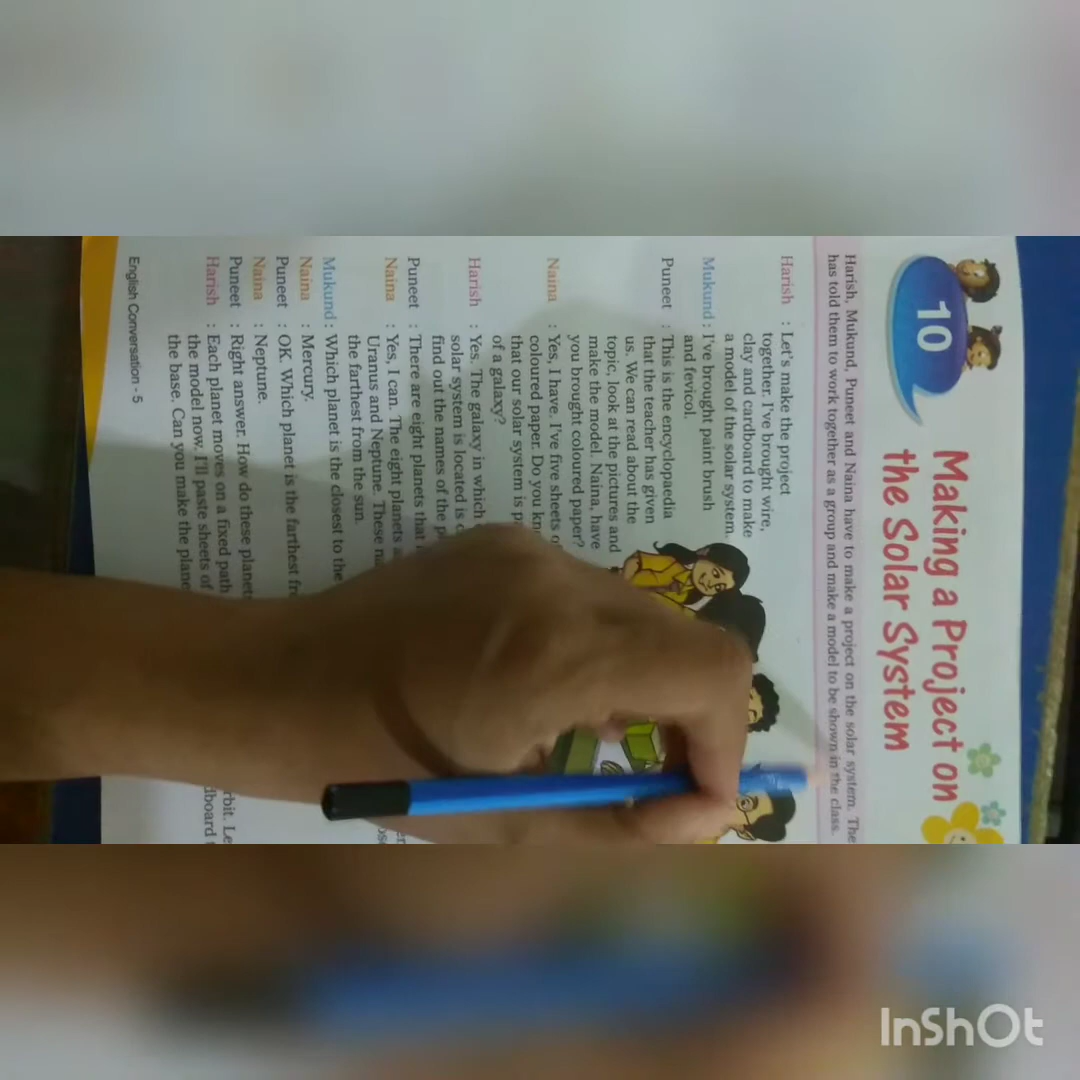 10
Making a Project on
the Solar System
Harish, Mukund, Puneet and Naina have to make a project on the solar system. The
has told them to work together as a group and make a model to be shown in the class.
Harish : Let's make the project
together. I've brought wire,
clay and cardboard to make
a model of the solar system.
Mukund : I've brought paint brush
and fevicol.
Puneet : This is the encyclopaedia
that the teacher has given
us. We can read about the
topic, look at the pictures and
make the model. Naina, have
you brought coloured paper?
Naina : Yes, I have. I've five sheets
coloured paper. Do you
that our solar system is
of a galaxy?
Harish : Yes. The galaxy in which
solar system is located is
find out the names of the
Puneet : There are eight planets that
Naina : Yes, I can. The eight planets
Uranus and Neptune. These
the farthest from the sun.
Mukund : Which planet is the closest to the
Naina : Mercury.
Puneet : OK. Which planet is the farthest
Naina : Neptune.
Puneet : Right answer. How do these
Harish : Each planet moves on a fixed path
the model now. I'll paste sheets of
the base. Can you make the
English Conversation - 5
InShOt